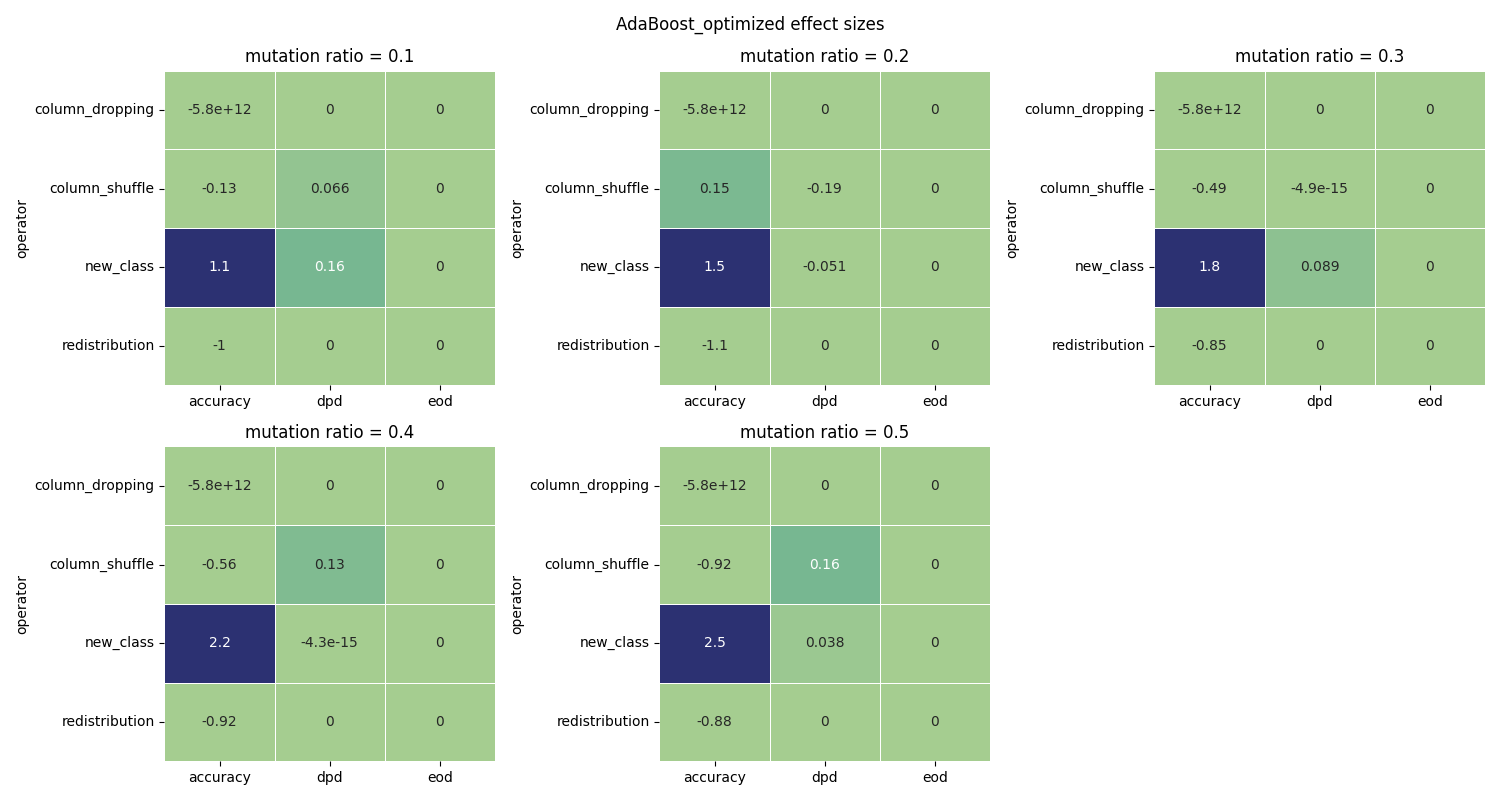 AdaBoost_optimized effect sizes
mutation ratio = 0.1
operator
column_dropping -5.8e+12 0 0
column_shuffle -0.13 0.066 0
new_class 1.1 0.16 0
redistribution -1 0 0
accuracy dpd eod
mutation ratio = 0.2
operator
column_dropping -5.8e+12 0 0
column_shuffle 0.15 -0.19 0
new_class 1.5 -0.051 0
redistribution -1.1 0 0
accuracy dpd eod
mutation ratio = 0.3
operator
column_dropping -5.8e+12 0 0
column_shuffle -0.49 -4.9e-15 0
new_class 1.8 0.089 0
redistribution -0.85 0 0
accuracy dpd eod
mutation ratio = 0.4
operator
column_dropping -5.8e+12 0 0
column_shuffle -0.56 0.13 0
new_class 2.2 -4.3e-15 0
redistribution -0.92 0 0
accuracy dpd eod
mutation ratio = 0.5
operator
column_dropping -5.8e+12 0 0
column_shuffle -0.92 0.16 0
new_class 2.5 0.038 0
redistribution -0.88 0 0
accuracy dpd eod